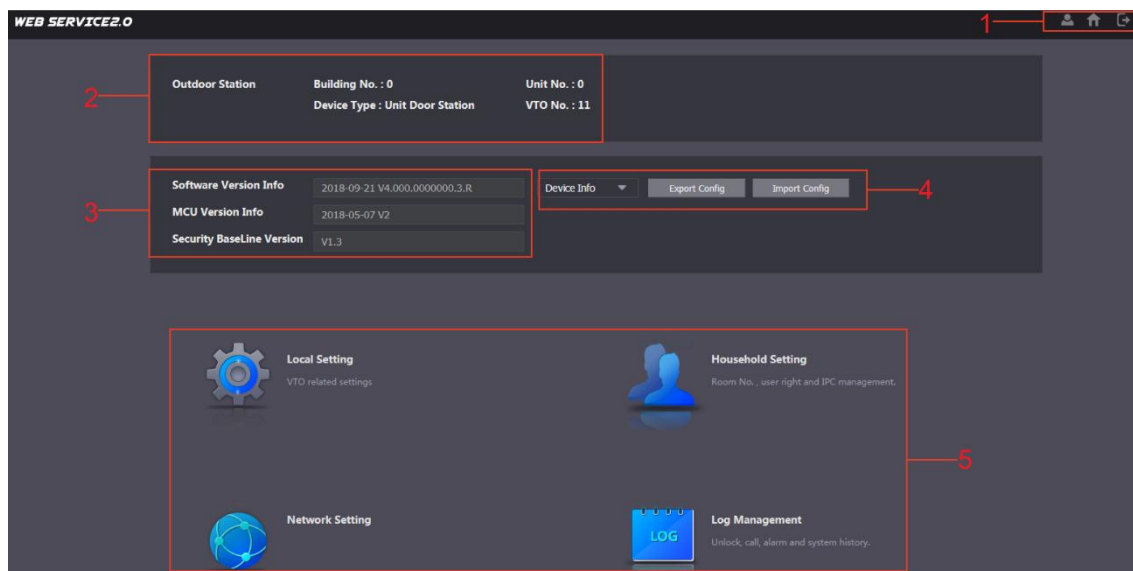 WEB SERVICE2.0
1
2
Outdoor Station Building No. : 0 Unit No. : 0
Device Type : Unit Door Station VTO No. : 11
3
Software Version Info 2018-09-21 V4.000.0000000.3.R Device Info Export Config Import Config
4
MCU Version Info 2018-05-07 V2
Security BaseLine Version V1.3
Local Setting
VTO related settings
Household Setting
Room No. , user right and IPC management.
5
Network Setting
LOG
Log Management
Unlock, call, alarm and system history.